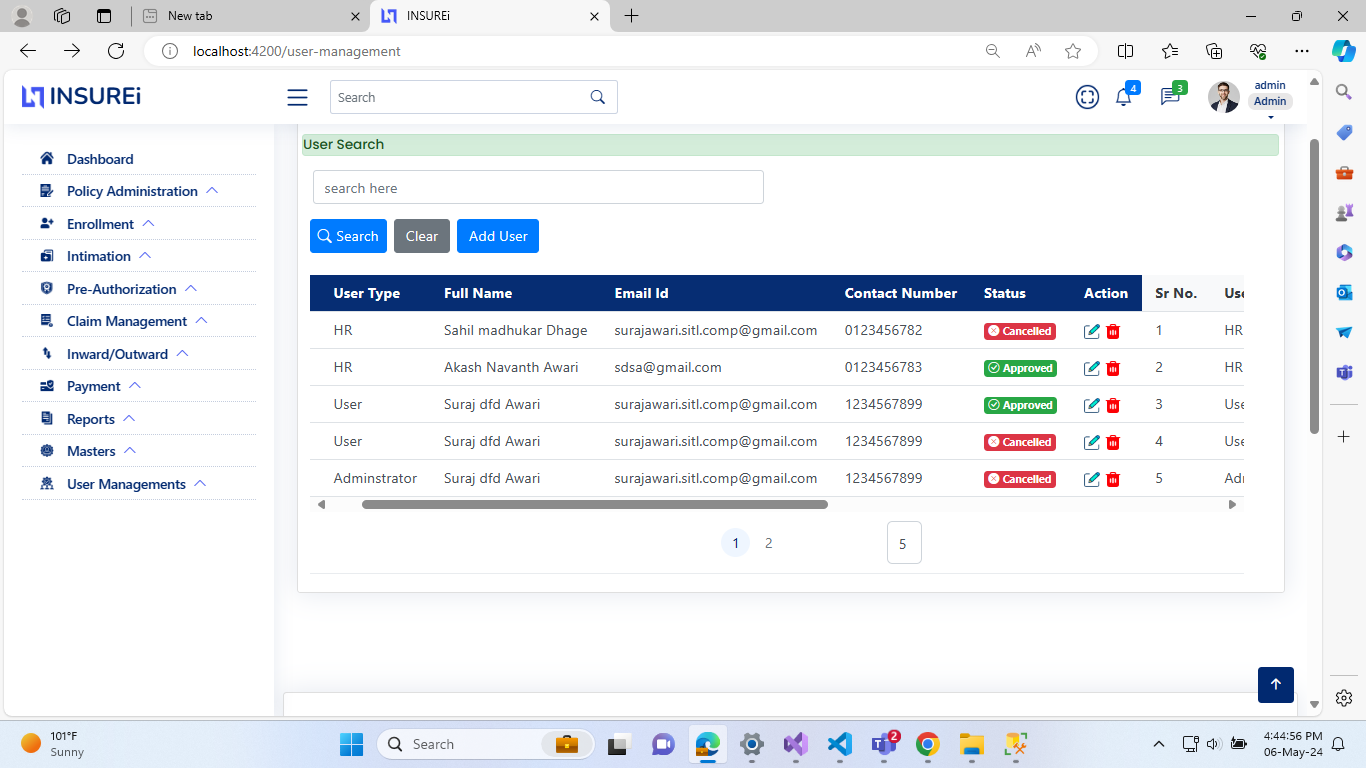 New tab
INSUREi
localhost:4200/user-management
INSUREi
Search
4
3
admin
Admin
Dashboard
Policy Administration
Enrollment
Intimation
Pre-Authorization
Claim Management
Inward/Outward
Payment
Reports
Masters
User Managements
User Search
search here
Search Clear Add User
User Type Full Name Email Id Contact Number Status Action Sr No. Use
HR Sahil madhukar Dhage surajawari.sitl.comp@gmail.com 0123456782 Cancelled 1 HR
HR Akash Navanth Awari sdsa@gmail.com 0123456783 Approved 2 HR
User Suraj dfd Awari surajawari.sitl.comp@gmail.com 1234567899 Approved 3 Use
User Suraj dfd Awari surajawari.sitl.comp@gmail.com 1234567899 Cancelled 4 Use
Adminstrator Suraj dfd Awari surajawari.sitl.comp@gmail.com 1234567899 Cancelled 5 Adr
1 2 5
101°F
Sunny
Search
2
4:44:56 PM
06-May-24